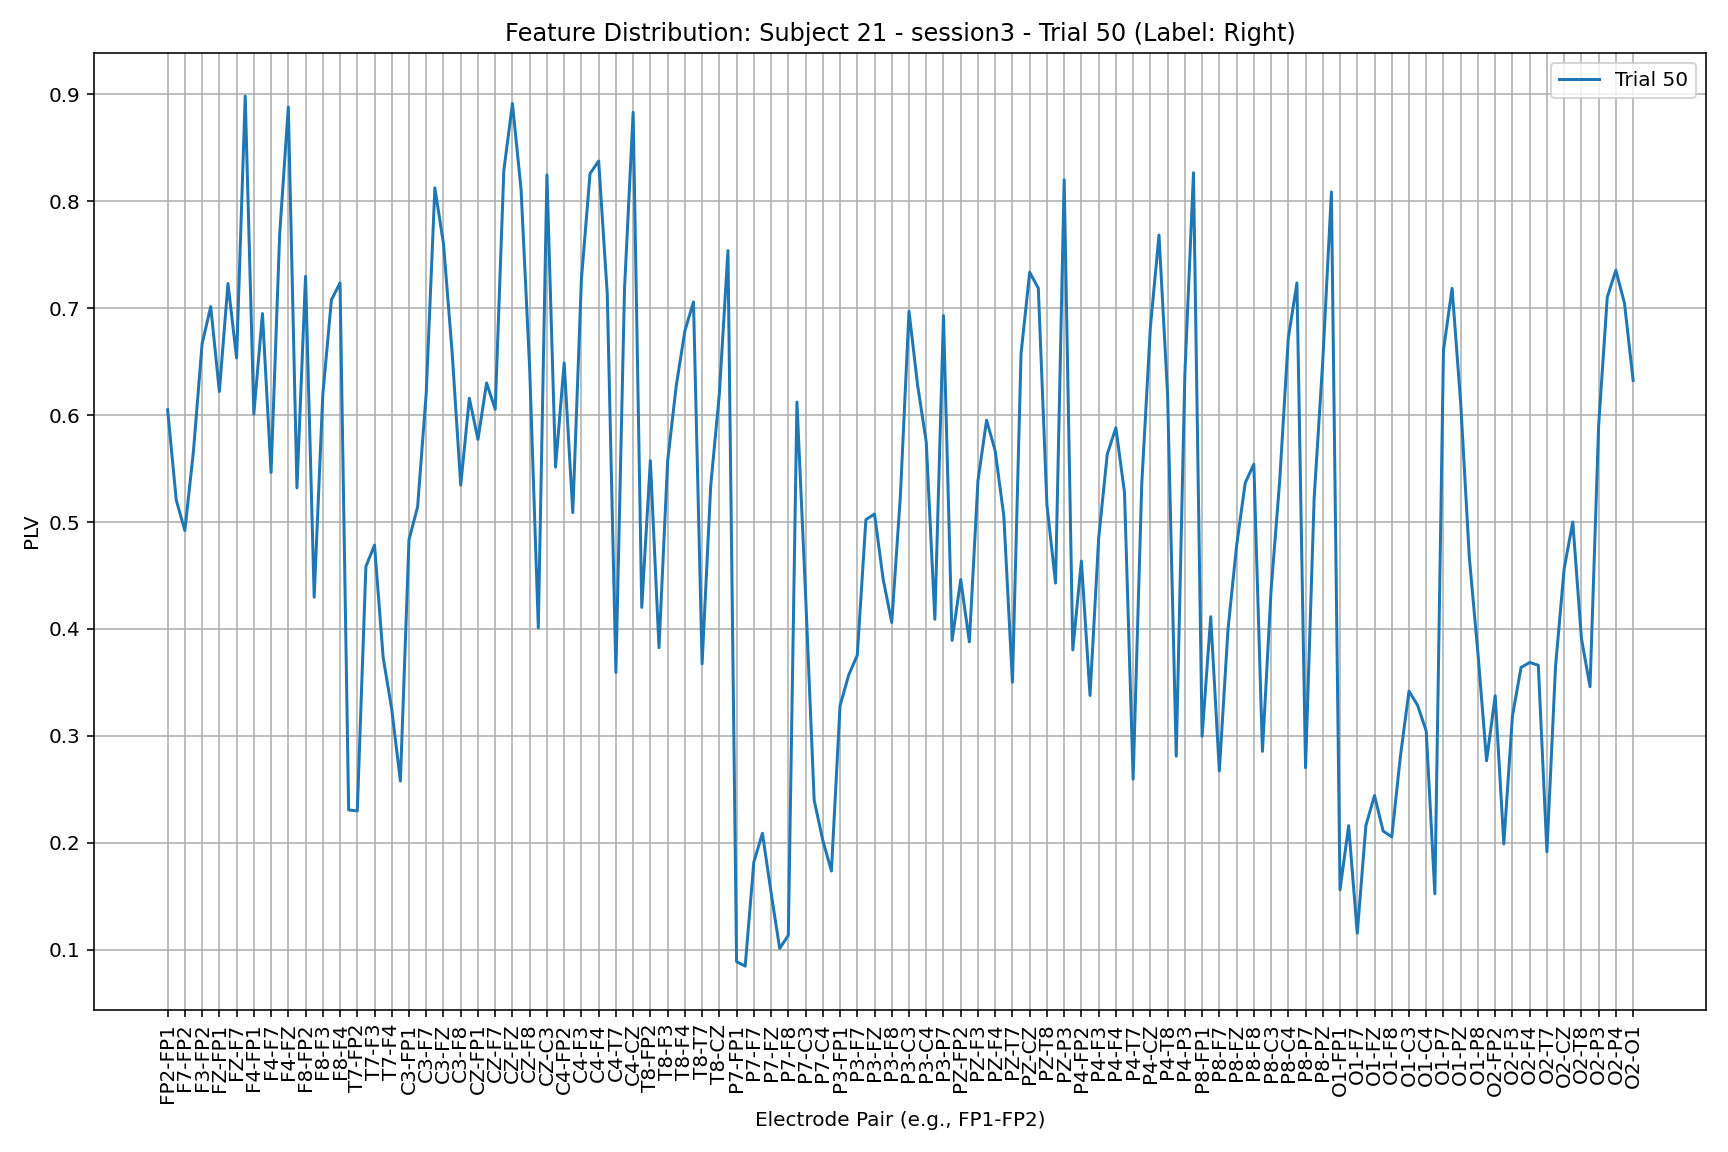 Feature Distribution: Subject 21 - session3 - Trial 50 (Label: Right)
Trial 50
PLV
0.9
0.8
0.7
0.6
0.5
0.4
0.3
0.2
0.1
FP2-FP1
F7-FP2
F3-FP2
FZ-FP1
FZ-F7
F4-FP1
F4-F7
F4-FZ
F8-FP2
F8-F3
F8-F4
T7-FP2
T7-F3
T7-F4
C3-FP1
C3-F7
C3-FZ
C3-F8
CZ-FP1
CZ-F7
CZ-FZ
CZ-F8
CZ-C3
C4-FP2
C4-F3
C4-F4
C4-T7
C4-CZ
T8-FP2
T8-F3
T8-F4
T8-T7
T8-CZ
P7-FP1
P7-F7
P7-FZ
P7-F8
P7-C3
P7-C4
P3-FP1
P3-F7
P3-FZ
P3-F8
P3-C3
P3-C4
P3-P7
PZ-FP2
PZ-F3
PZ-F4
PZ-T7
PZ-CZ
PZ-T8
PZ-P3
P4-FP2
P4-F3
P4-F4
P4-T7
P4-CZ
P4-T8
P4-P3
P8-FP1
P8-F7
P8-FZ
P8-F8
P8-C3
P8-C4
P8-P7
P8-PZ
O1-FP1
O1-F7
O1-FZ
O1-F8
O1-C3
O1-C4
O1-P7
O1-PZ
O1-P8
O2-FP2
O2-F3
O2-F4
O2-T7
O2-CZ
O2-T8
O2-P3
O2-P4
O2-O1
Electrode Pair (e.g., FP1-FP2)